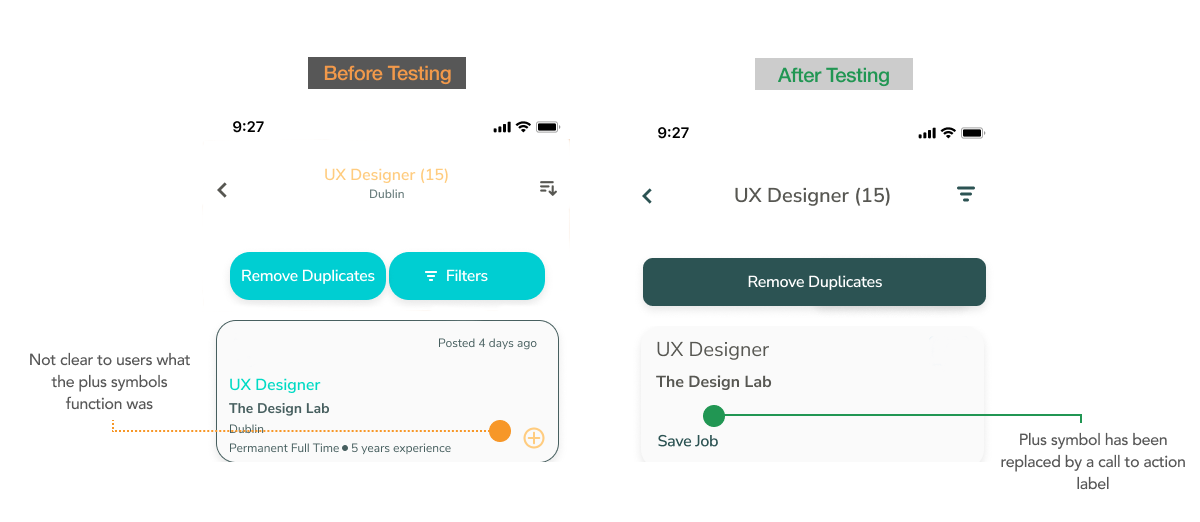 Before Testing
9:27
UX Designer (15)
Dublin
Remove Duplicates
Filters
Posted 4 days ago
UX Designer
The Design Lab
Dublin
Permanent Full Time • 5 years experience
Not clear to users what
the plus symbols
function was
After Testing
9:27
UX Designer (15)
Remove Duplicates
UX Designer
The Design Lab
Save Job
Plus symbol has been
replaced by a call to action
label